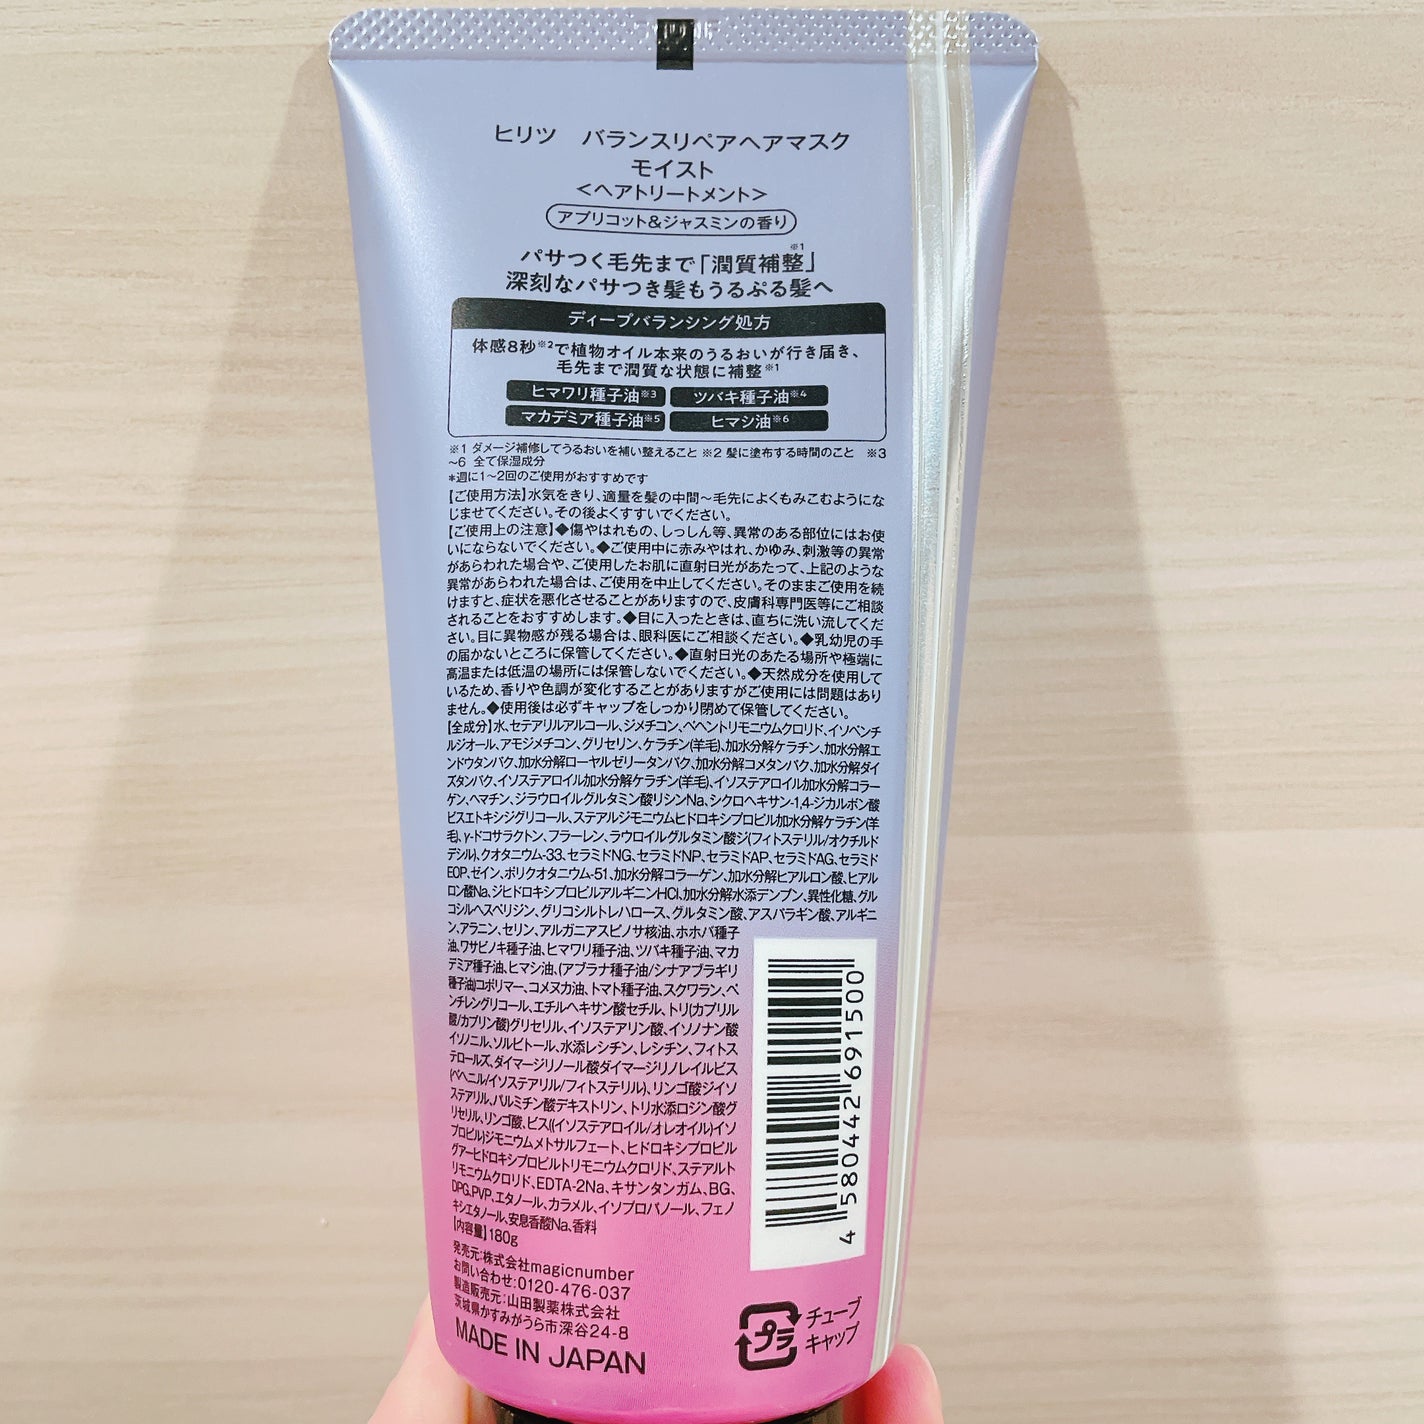 ヒリツ　バランスリペアヘアマスク
モイスト
<ヘアトリートメント>
アプリコット&ジャスミンの香り
パサつく毛先まで「潤質補整」※1
深刻なパサつき髪もうるぷる髪へ
ディープバランシング処方
体感8秒※2で植物オイル本来のうるおいが行き届き、
毛先まで潤質な状態に補整※1
ヒマワリ種子油※3 ツバキ種子油※4
マカデミア種子油※5 ヒマシ油※6
※1 ダメージ補修してうるおいを補い整えること ※2 髪に塗布する時間のこと ※3
～6 全て保湿成分
*週に1～2回のご使用がおすすめです
【ご使用方法】水気をきり、適量を髪の中間～毛先によくもみこむようにな
じませてください。その後よくすすいでください。
【ご使用上の注意】◆傷やはれもの、しっしん等、異常のある部位にはお使
いにならないでください。◆ご使用中に赤みやはれ、かゆみ、刺激等の異常
があらわれた場合や、ご使用したお肌に直射日光があたって、上記のような
異常があらわれた場合は、ご使用を中止してください。そのままご使用を続
けますと、症状を悪化させることがありますので、皮膚科専門医等にご相談
されることをおすすめします。◆目に入ったときは、直ちに洗い流してくだ
さい。目に異物感が残る場合は、眼科医にご相談ください。◆乳幼児の手
の届かないところに保管してください。◆直射日光のあたる場所や極端に
高温または低温の場所には保管しないでください。◆天然成分を使用して
いるため、香りや色調が変化することがありますがご使用には問題はあり
ません。◆使用後は必ずキャップをしっかり閉めて保管してください。
【全成分】水、セテアリルアルコール、ジメチコン、ベヘントリモニウムクロリド、イソペンチ
ルジオール、アモジメチコン、グリセリン、ケラチン(羊毛)、加水分解ケラチン、加水分解エ
ンドウタンパク、加水分解ローヤルゼリータンパク、加水分解コメタンパク、加水分解ダイ
ズタンパク、イソステアロイル加水分解ケラチン(羊毛)、イソステアロイル加水分解コラー
ゲン、ヘマチン、ジラウロイルグルタミン酸リシンNa、シクロヘキサン-1,4-ジカルボン酸
ビスエトキシジグリコール、ステアルジモニウムヒドロキシプロピル加水分解ケラチン(羊
毛)、γ-ドコサラクトン、フラーレン、ラウロイルグルタミン酸ジ(フィトステリル/オクチルド
デシル)、クオタニウム-33、セラミドNG、セラミドNP、セラミドAP、セラミドAG、セラミド
EOP、ゼイン、ポリクオタニウム-51、加水分解コラーゲン、加水分解ヒアルロン酸、ヒアル
ロン酸Na、ジヒドロキシプロピルアルギニンHCl、加水分解水添デンプン、異性化糖、グル
コシルヘスペリジン、グリコシルトレハロース、グルタミン酸、アスパラギン酸、アルギニ
ン、アラニン、セリン、アルガニアスピノサ核油、ホホバ種子
油、ワサビノキ種子油、ヒマワリ種子油、ツバキ種子油、マカ
デミア種子油、ヒマシ油、(アブラナ種子油/シナアブラギリ
種子油)コポリマー、コメヌカ油、トマト種子油、スクワラン、ペ
ンチレングリコール、エチルヘキサン酸セチル、トリ(カプリル
酸/カプリン酸)グリセリル、イソステアリン酸、イソノナン酸
イソノニル、ソルビトール、水添レシチン、レシチン、フィトス
テロールズ、ダイマージリノール酸ダイマージリノレイルビス
(ベヘニル/イソステアリル/フィトステリル)、リンゴ酸ジイソ
ステアリル、パルミチン酸デキストリン、トリ水添ロジン酸グ
リセリル、リンゴ酸、ビス((イソステアロイル/オレオイル)イソ
プロピル)ジモニウムメトサルフェート、ヒドロキシプロピル
グアーヒドロキシプロピルトリモニウムクロリド、ステアルト
リモニウムクロリド、EDTA-2Na、キサンタンガム、BG、
DPG、PVP、エタノール、カラメル、イソプロパノール、フェノ
キシエタノール、安息香酸Na、香料
【内容量】180g
発売元:株式会社magicnumber
お問い合わせ:0120-476-037
製造販売元:山田製薬株式会社
茨城県かすみがうら市深谷24-8
MADE IN JAPAN
4 580442 691500
プラ
チューブ
キャップ